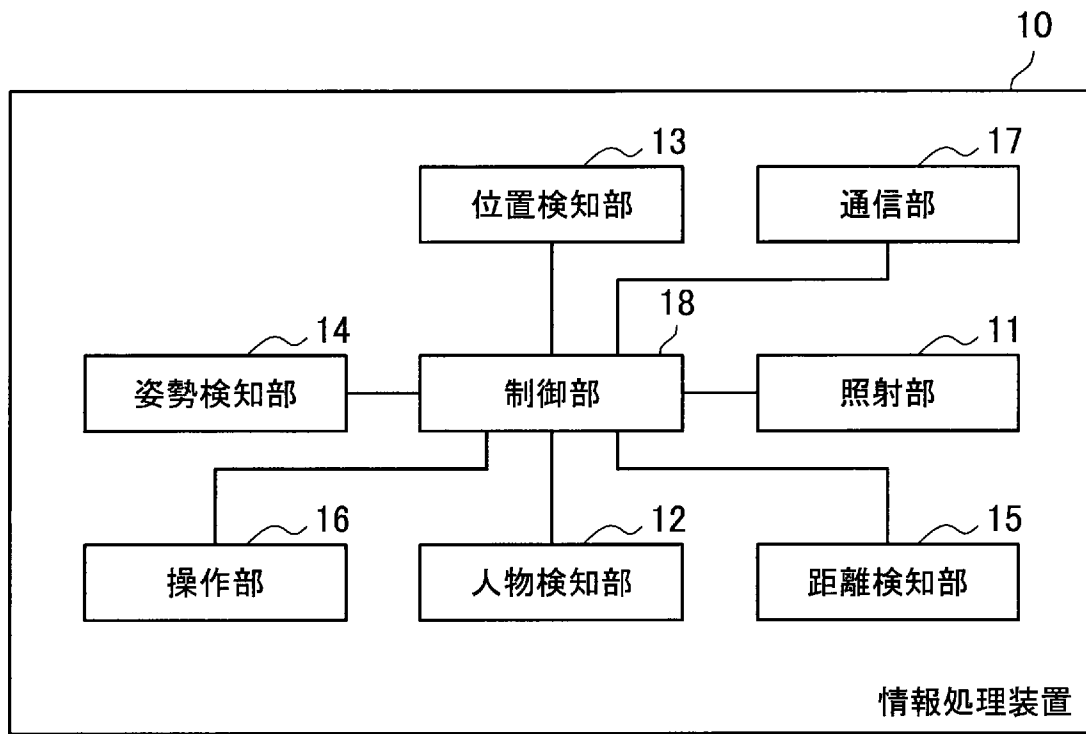 10
13
位置検知部
17
通信部
14
姿勢検知部
18
制御部
11
照射部
16
操作部
12
人物検知部
15
距離検知部
情報処理装置